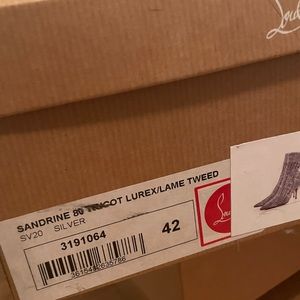 SANDRINE 80 TRICOT LUREX/LAME TWEED
SV20 SILVER
3191064
42